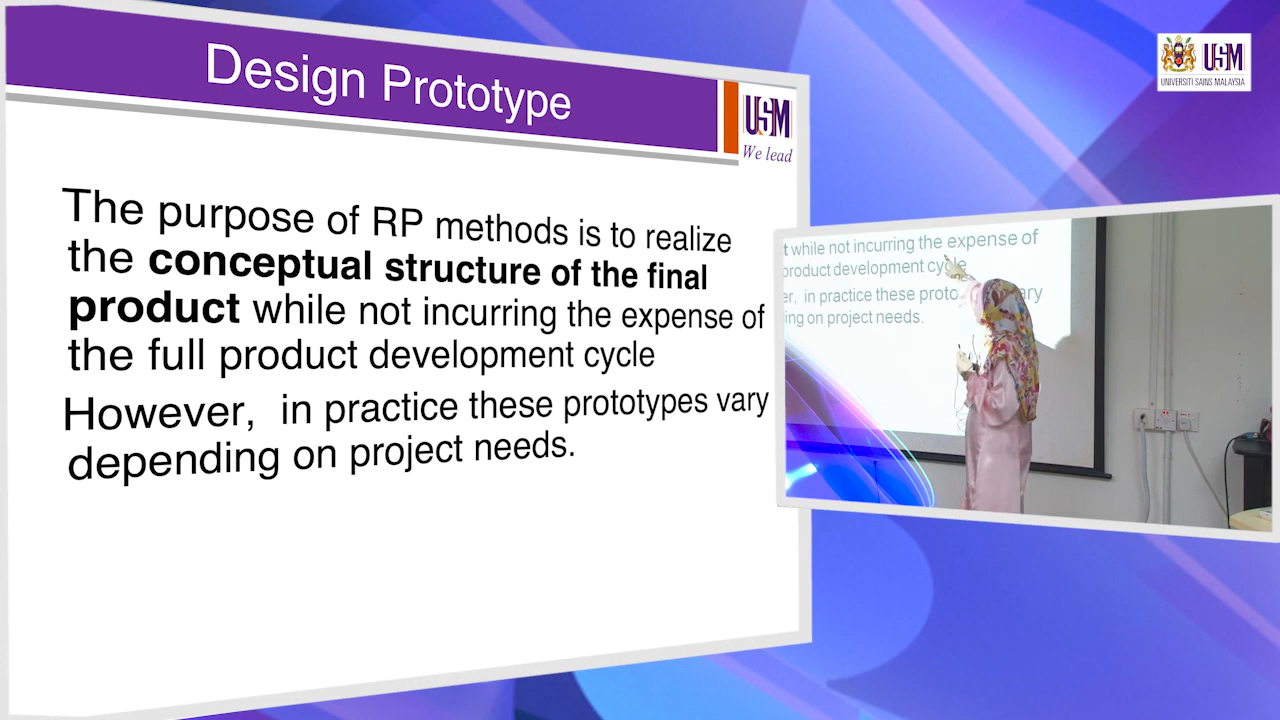 Design Prototype
USM
We lead
The purpose of RP methods is to realize
the conceptual structure of the final
product while not incurring the expense of
the full product development cycle
However, in practice these prototypes vary
depending on project needs.
USM
UNIVERSITI SAINS MALAYSIA
t while not incurring the expense of
product development cycle
er, in practice these proto ary
ing on project needs.